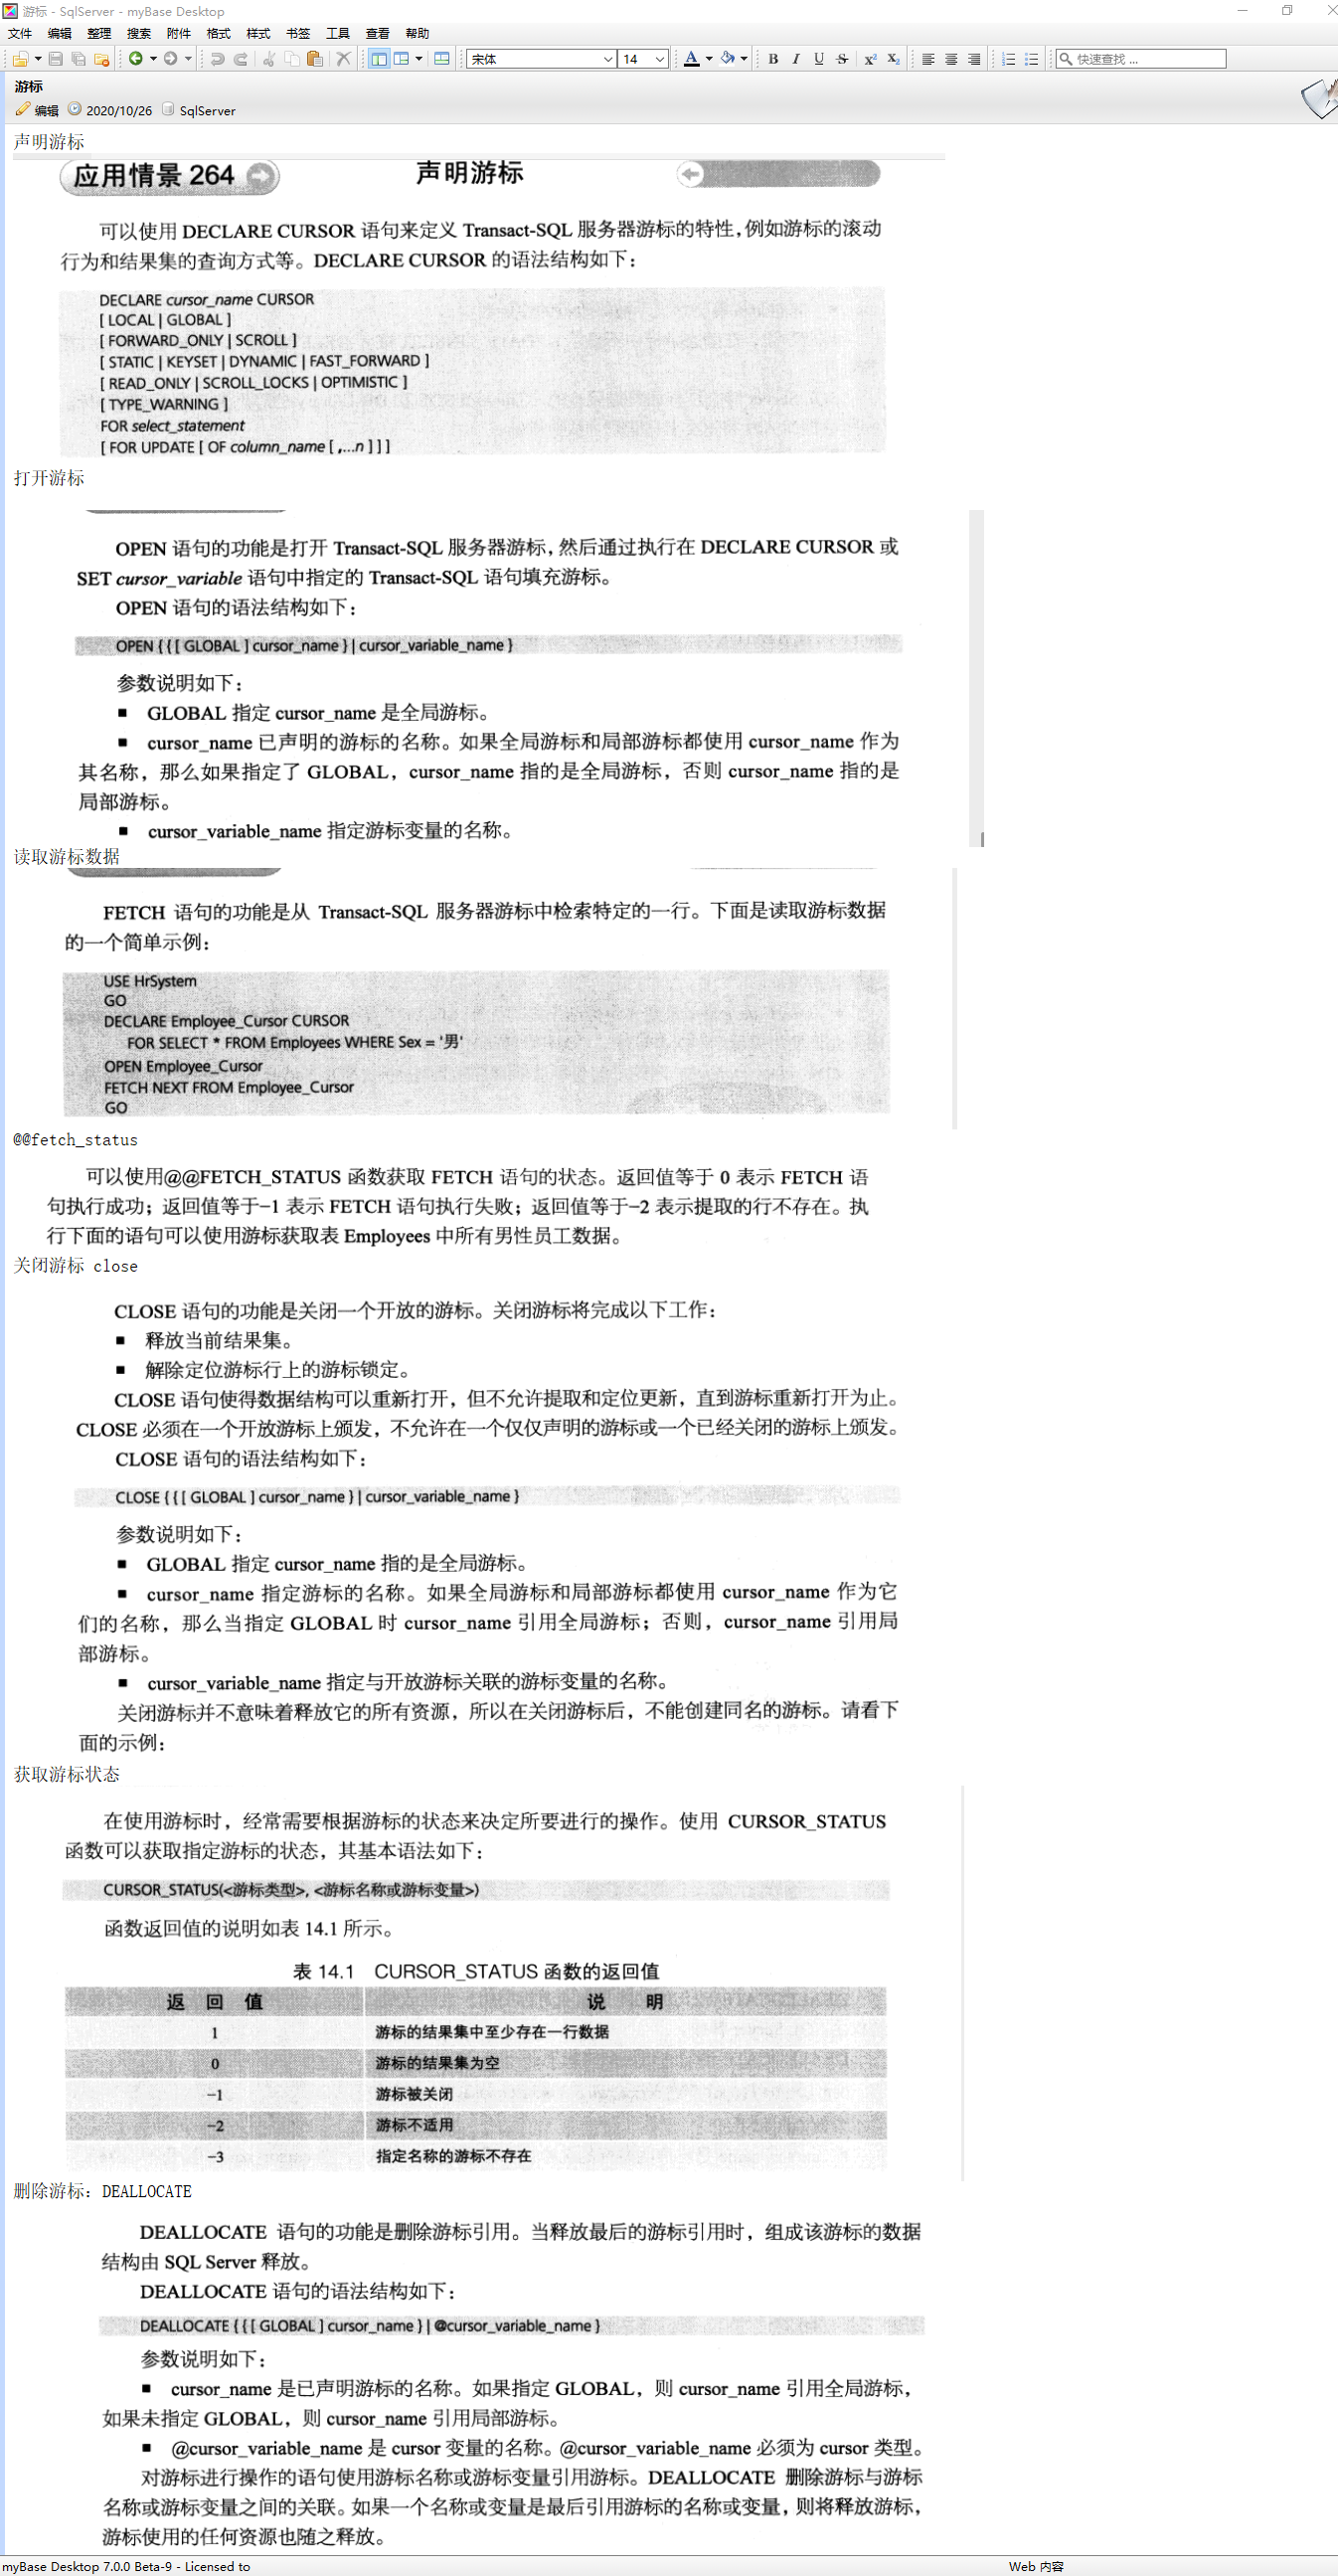 游标 - SqlServer - myBase Desktop
文件 编辑 整理 搜索 附件 格式 样式 书签 工具 查看 帮助
宋体 14 A B I U S x² X₂ 快速查找 ...
游标
编辑 2020/10/26 SqlServer
声明游标
应用情景 264 声明游标
可以使用 DECLARE CURSOR 语句来定义 Transact-SQL 服务器游标的特性，例如游标的滚动
行为和结果集的查询方式等。DECLARE CURSOR 的语法结构如下：
DECLARE cursor_name CURSOR
[ LOCAL | GLOBAL ]
[ FORWARD_ONLY | SCROLL ]
[ STATIC | KEYSET | DYNAMIC | FAST_FORWARD ]
[ READ_ONLY | SCROLL_LOCKS | OPTIMISTIC ]
[ TYPE_WARNING ]
FOR select_statement
[ FOR UPDATE [ OF column_name [ ,...n ] ] ]
打开游标
OPEN 语句的功能是打开 Transact-SQL 服务器游标，然后通过执行在 DECLARE CURSOR 或
SET cursor_variable 语句中指定的 Transact-SQL 语句填充游标。
OPEN 语句的语法结构如下：
OPEN { { [ GLOBAL ] cursor_name } | cursor_variable_name }
参数说明如下：
■ GLOBAL 指定 cursor_name 是全局游标。
■ cursor_name 已声明的游标的名称。如果全局游标和局部游标都使用 cursor_name 作为
其名称，那么如果指定了 GLOBAL，cursor_name 指的是全局游标，否则 cursor_name 指的是
局部游标。
■ cursor_variable_name 指定游标变量的名称。
读取游标数据
FETCH 语句的功能是从 Transact-SQL 服务器游标中检索特定的一行。下面是读取游标数据
的一个简单示例：
USE HrSystem
GO
DECLARE Employee_Cursor CURSOR
FOR SELECT * FROM Employees WHERE Sex = '男'
OPEN Employee_Cursor
FETCH NEXT FROM Employee_Cursor
GO
@@fetch_status
可以使用@@FETCH_STATUS 函数获取 FETCH 语句的状态。返回值等于 0 表示 FETCH 语
句执行成功；返回值等于−1 表示 FETCH 语句执行失败；返回值等于−2 表示提取的行不存在。执
行下面的语句可以使用游标获取表 Employees 中所有男性员工数据。
关闭游标 close
CLOSE 语句的功能是关闭一个开放的游标。关闭游标将完成以下工作：
■ 释放当前结果集。
■ 解除定位游标行上的游标锁定。
CLOSE 语句使得数据结构可以重新打开，但不允许提取和定位更新，直到游标重新打开为止。
CLOSE 必须在一个开放游标上颁发，不允许在一个仅仅声明的游标或一个已经关闭的游标上颁发。
CLOSE 语句的语法结构如下：
CLOSE { { [ GLOBAL ] cursor_name } | cursor_variable_name }
参数说明如下：
■ GLOBAL 指定 cursor_name 指的是全局游标。
■ cursor_name 指定游标的名称。如果全局游标和局部游标都使用 cursor_name 作为它
们的名称，那么当指定 GLOBAL 时 cursor_name 引用全局游标；否则，cursor_name 引用局
部游标。
■ cursor_variable_name 指定与开放游标关联的游标变量的名称。
关闭游标并不意味着释放它的所有资源，所以在关闭游标后，不能创建同名的游标。请看下
面的示例：
获取游标状态
在使用游标时，经常需要根据游标的状态来决定所要进行的操作。使用 CURSOR_STATUS
函数可以获取指定游标的状态，其基本语法如下：
CURSOR_STATUS(<游标类型>, <游标名称或游标变量>)
函数返回值的说明如表 14.1 所示。
表 14.1 CURSOR_STATUS 函数的返回值
返 回 值 说 明
1 游标的结果集中至少存在一行数据
0 游标的结果集为空
−1 游标被关闭
−2 游标不适用
−3 指定名称的游标不存在
删除游标：DEALLOCATE
DEALLOCATE 语句的功能是删除游标引用。当释放最后的游标引用时，组成该游标的数据
结构由 SQL Server 释放。
DEALLOCATE 语句的语法结构如下：
DEALLOCATE { { [ GLOBAL ] cursor_name } | @cursor_variable_name }
参数说明如下：
■ cursor_name 是已声明游标的名称。如果指定 GLOBAL，则 cursor_name 引用全局游标，
如果未指定 GLOBAL，则 cursor_name 引用局部游标。
■ @cursor_variable_name 是 cursor 变量的名称。@cursor_variable_name 必须为 cursor 类型。
对游标进行操作的语句使用游标名称或游标变量引用游标。DEALLOCATE 删除游标与游标
名称或游标变量之间的关联。如果一个名称或变量是最后引用游标的名称或变量，则将释放游标，
游标使用的任何资源也随之释放。
myBase Desktop 7.0.0 Beta-9 - Licensed to Web 内容